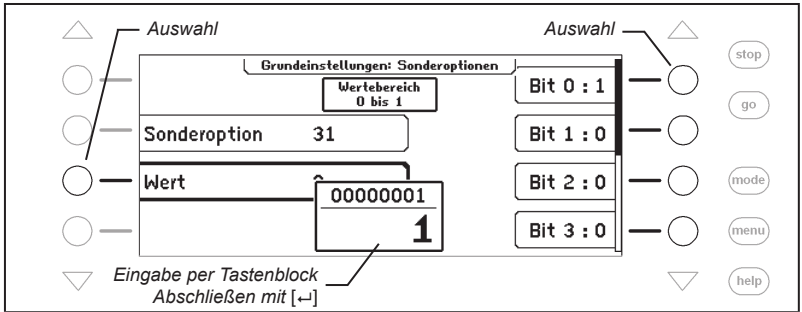 Auswahl
Auswahl
stop
Grundeinstellungen: Sonderoptionen
Wertebereich
0 bis 1
Bit 0 : 1
go
Sonderoption 31
Bit 1 : 0
Wert
Bit 2 : 0
mode
00000001
1
Bit 3 : 0
menu
Eingabe per Tastenblock
Abschließen mit [↵]
help